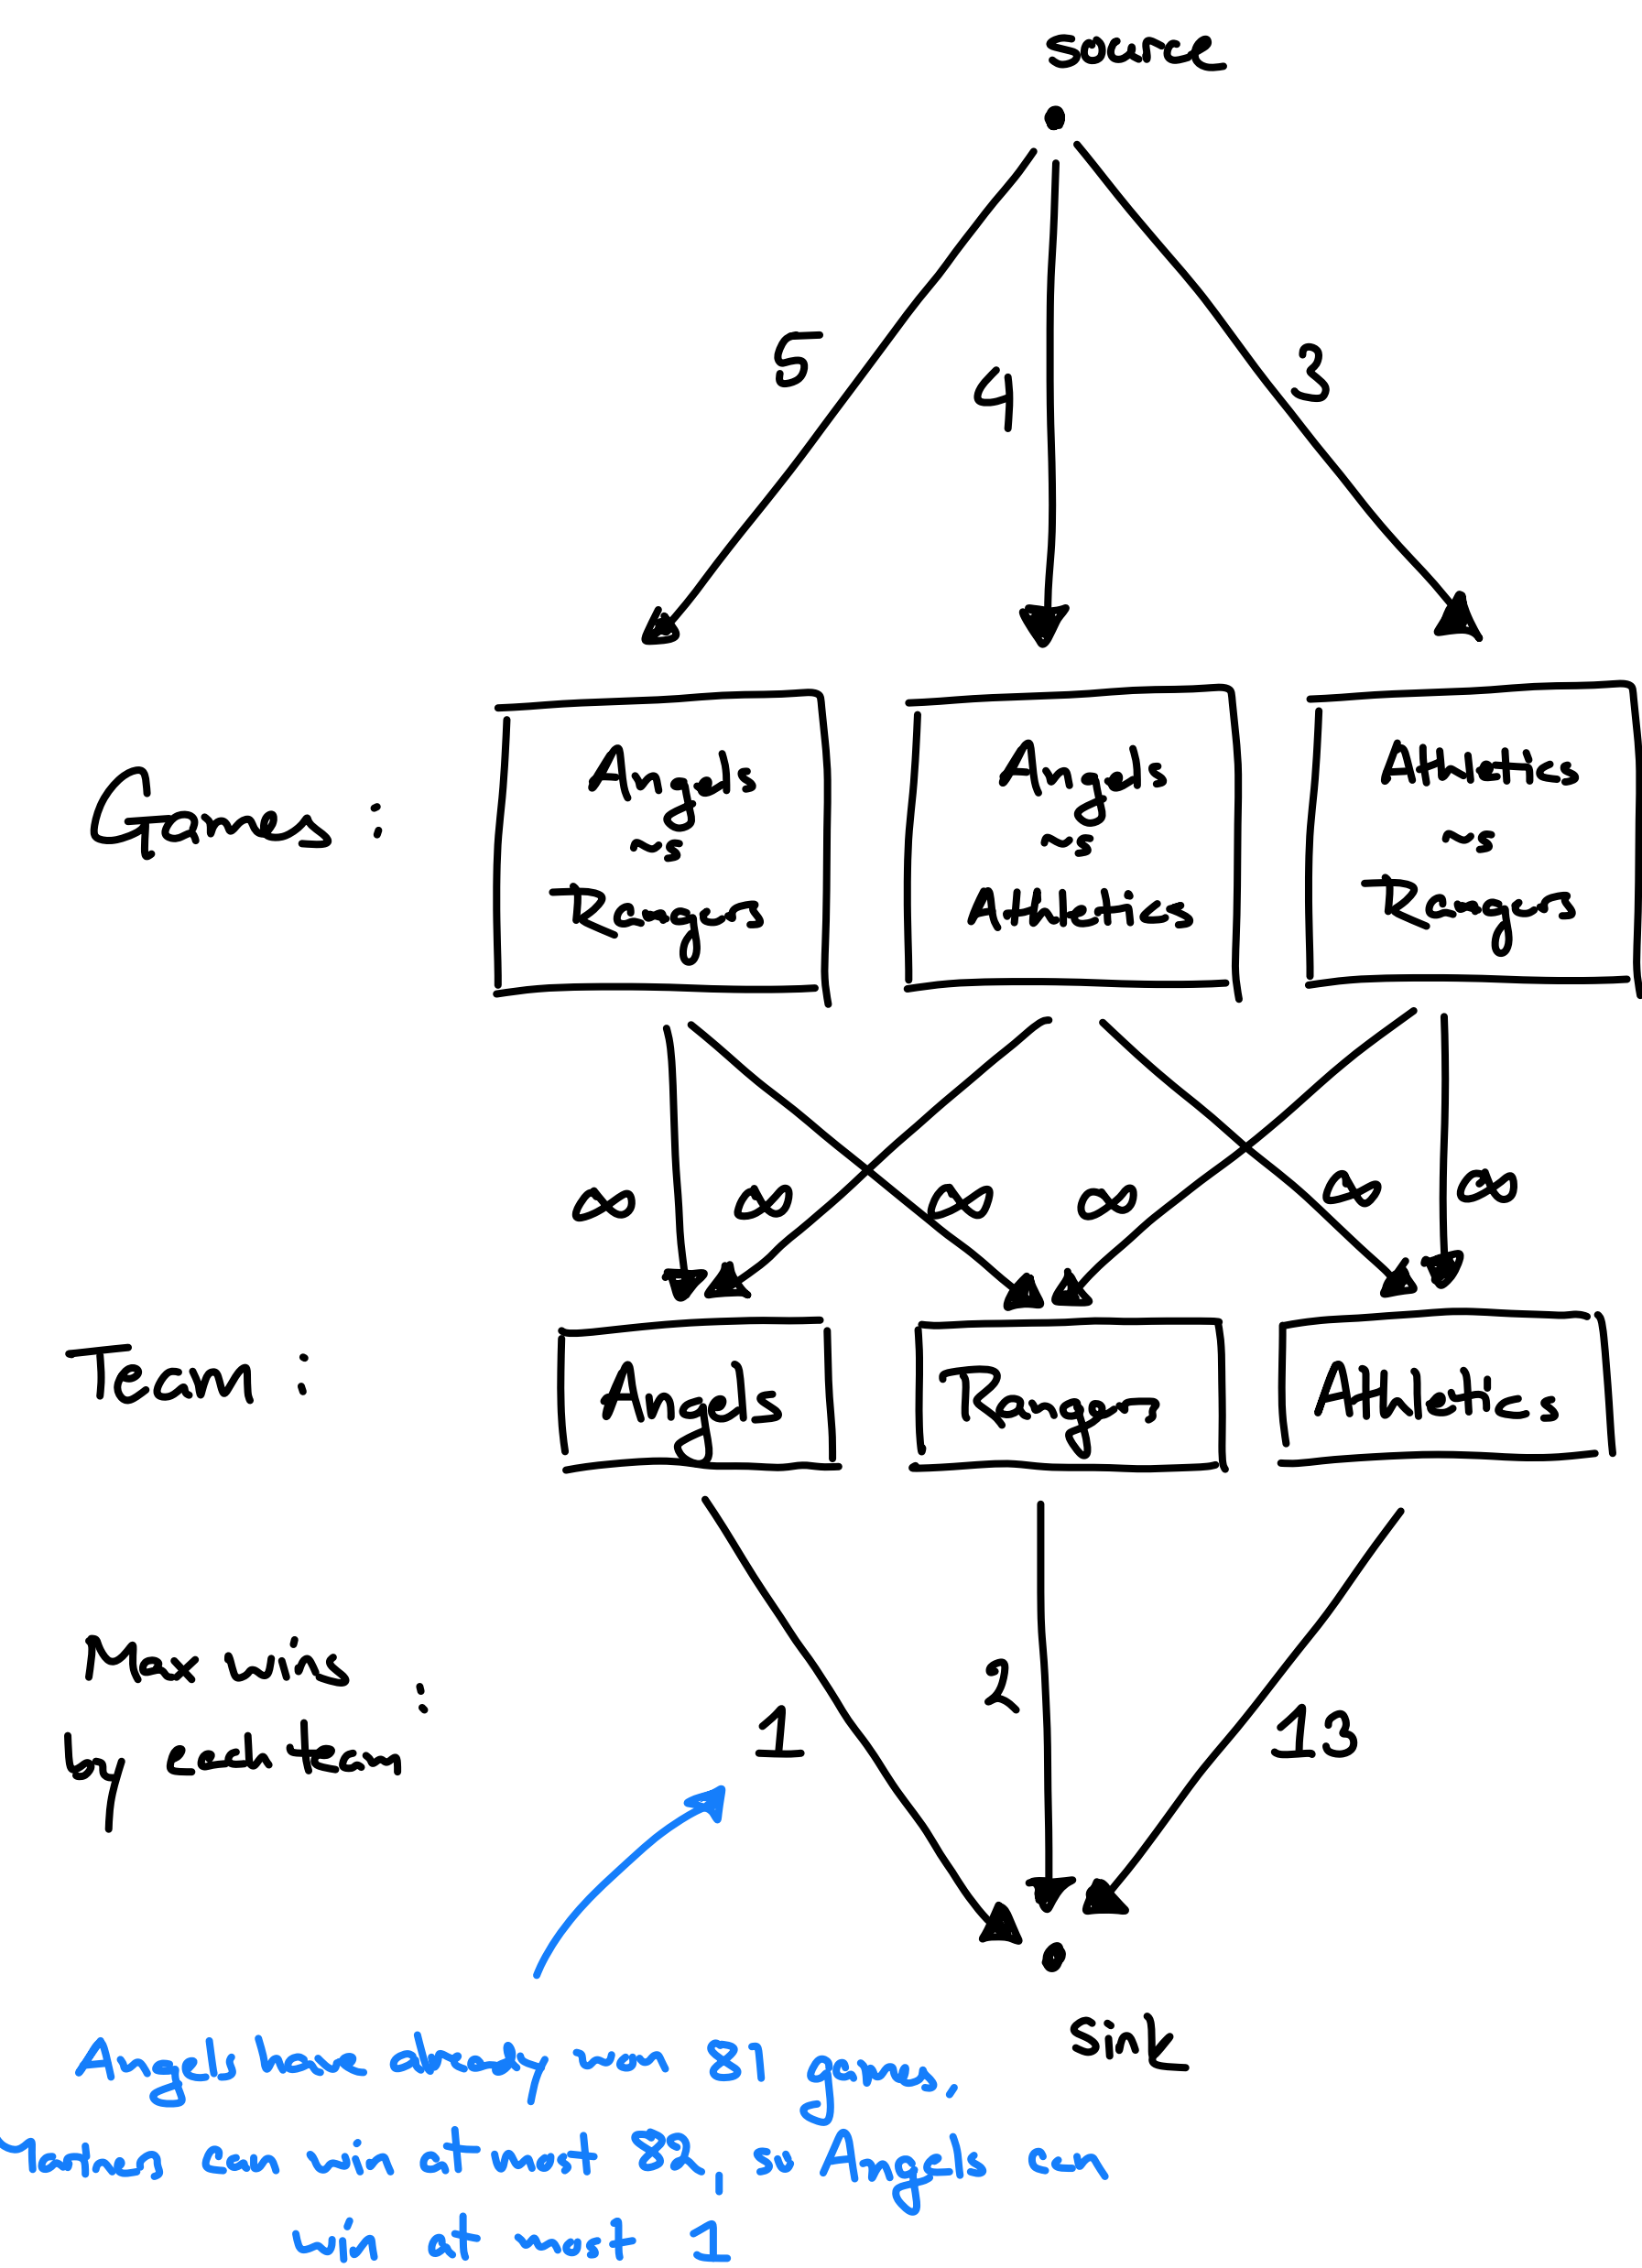 source
5
4
3
Games :
Angels
vs
Rangers
Angels
vs
Athletics
Athletics
vs
Rangers
∞ ∞ ∞ ∞ ∞ ∞
Team :
Angels
Rangers
Athletics
Max wins
by each team :
1
2
13
sink
Angels have already won 81 games,
Mariners can win at most 82, so Angels can
win at most 1